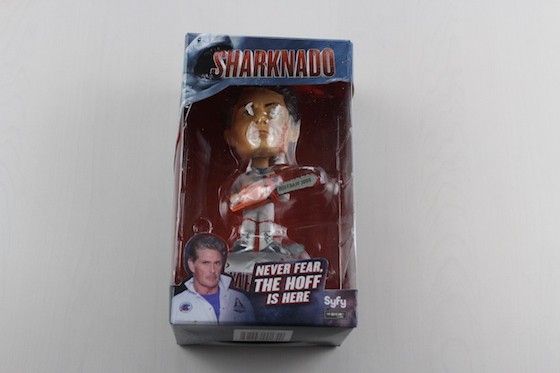 SHARKNADO
NEVER FEAR,
THE HOFF
IS HERE
Syfy